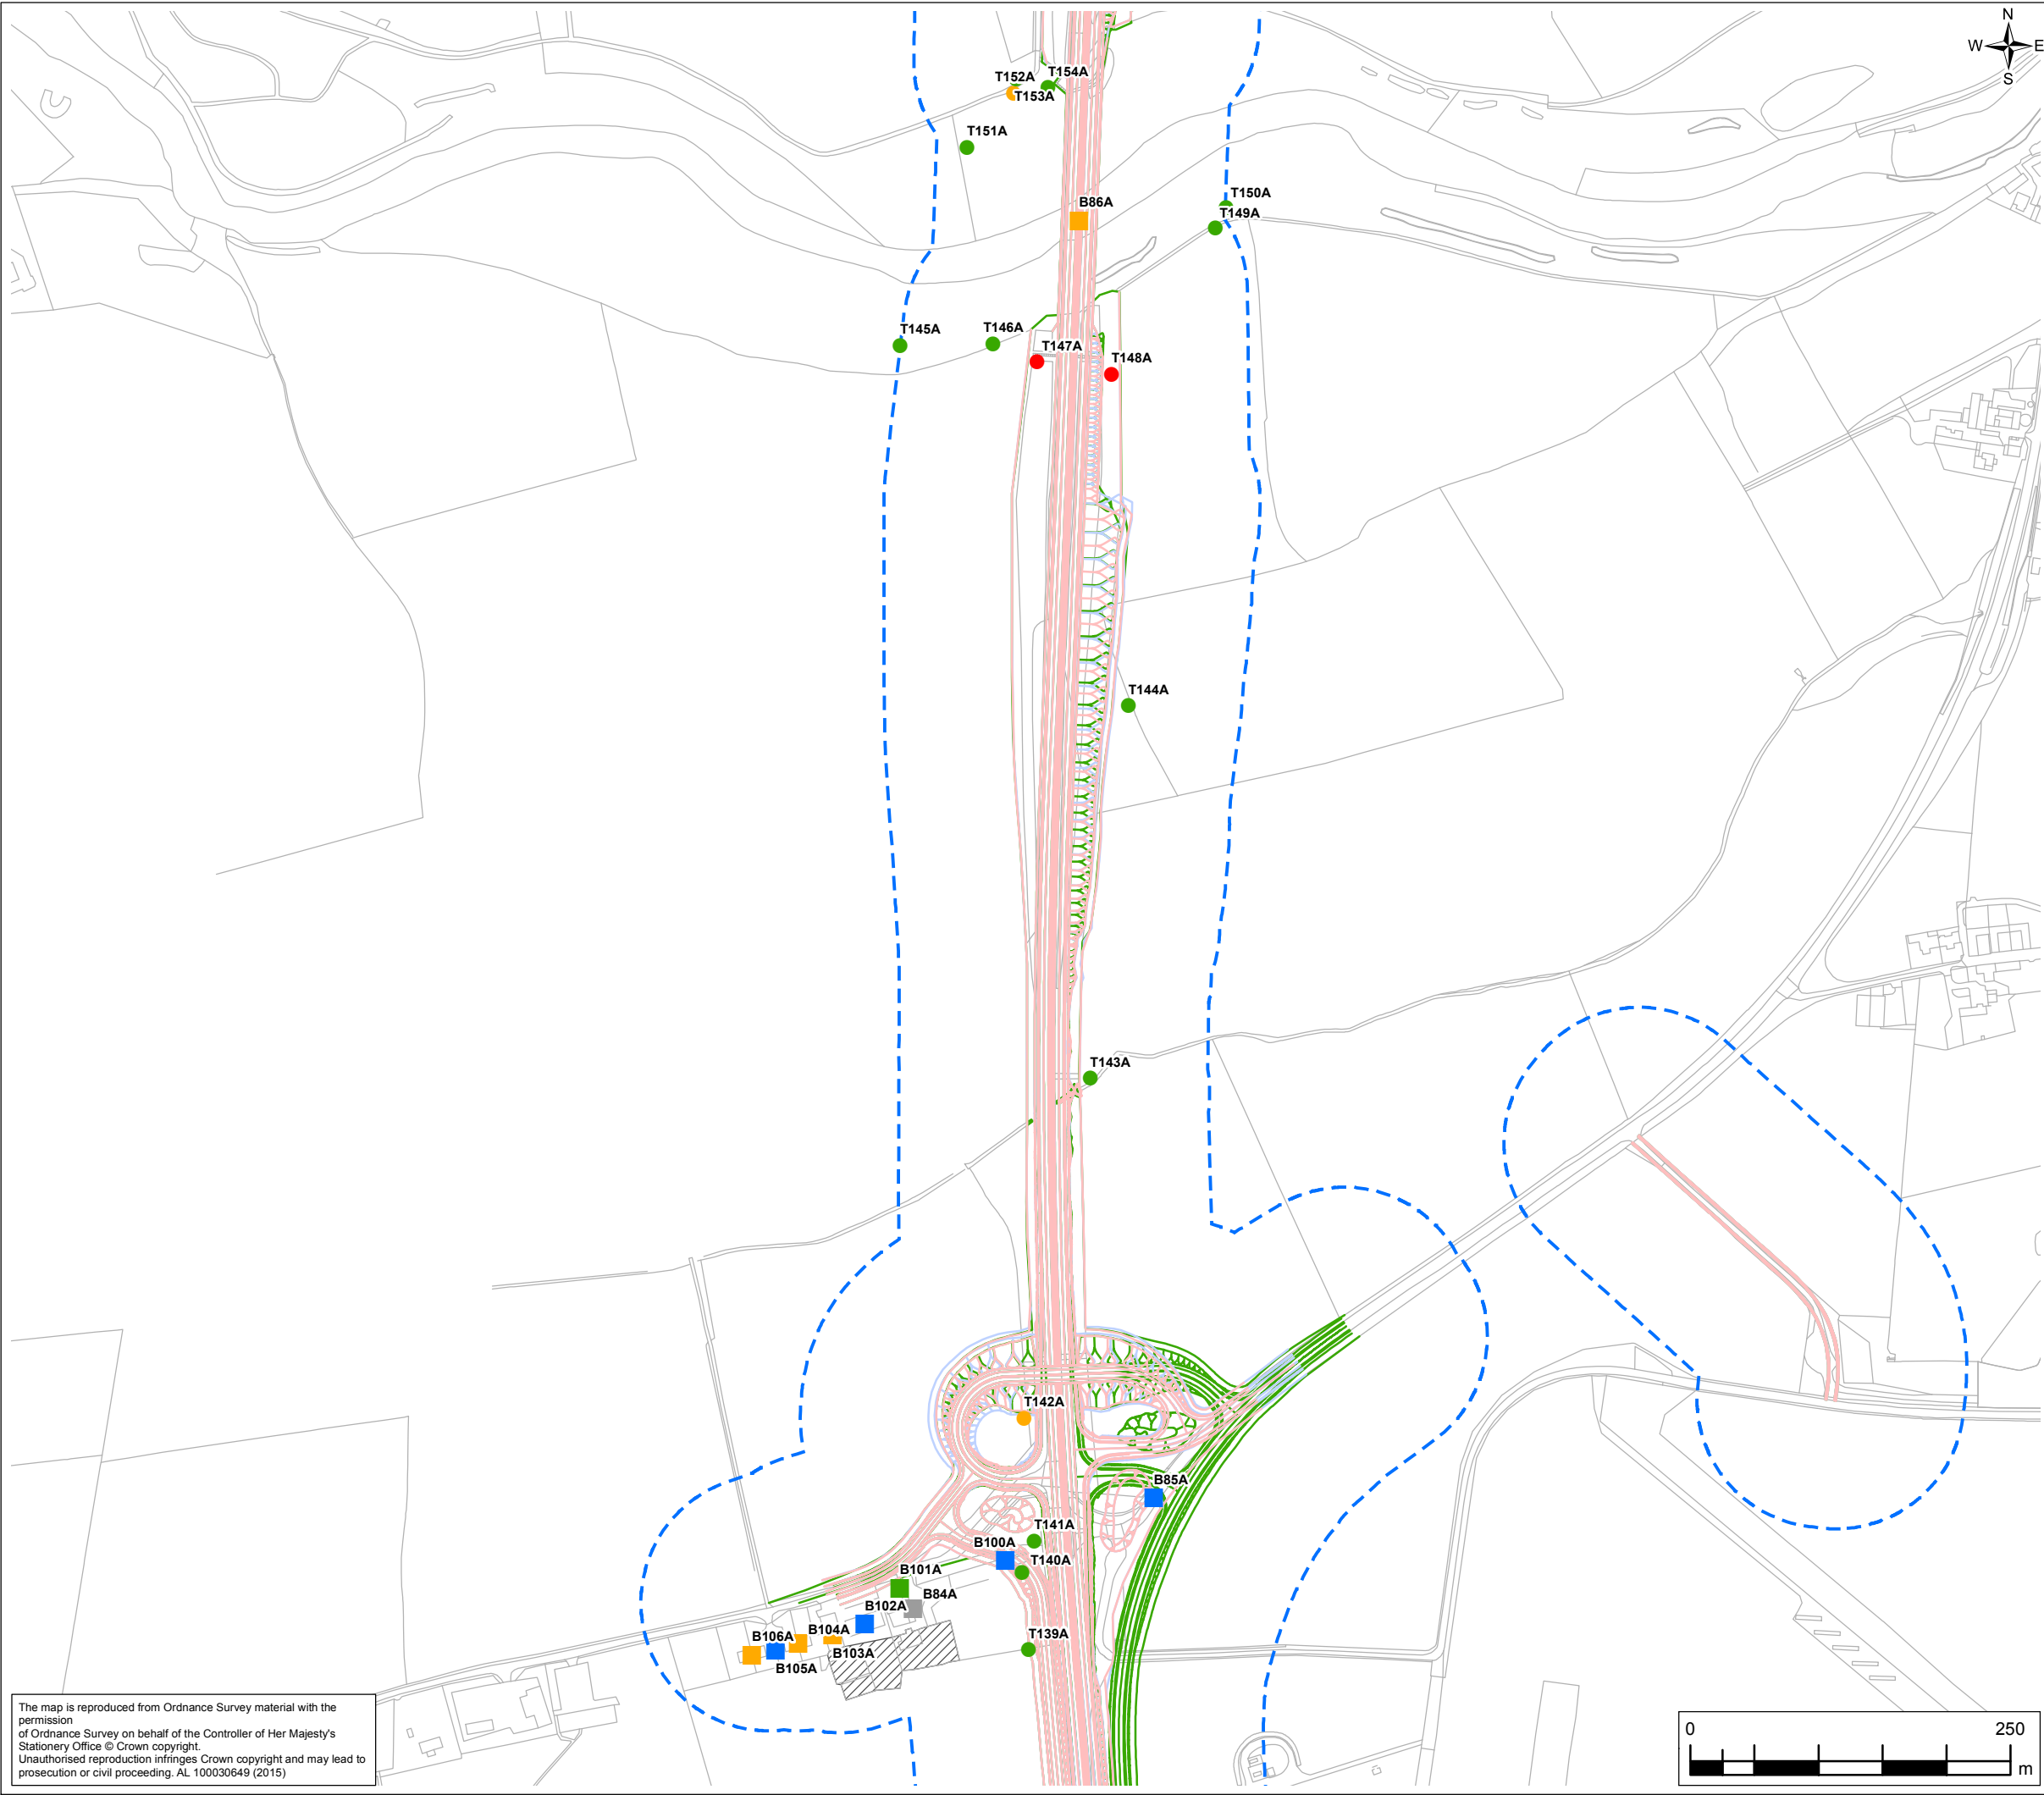 N
W E
S
T152A T154A
T153A
T151A
T150A
B86A
T149A
T145A T146A
T147A
T148A
T144A
T143A
T142A
B85A
T141A
B100A
T140A
B101A
B84A
B102A
B104A
B106A
B103A
T139A
B105A
The map is reproduced from Ordnance Survey material with the
permission
of Ordnance Survey on behalf of the Controller of Her Majesty's
Stationery Office © Crown copyright.
Unauthorised reproduction infringes Crown copyright and may lead to
prosecution or civil proceeding. AL 100030649 (2015)
0 250
m